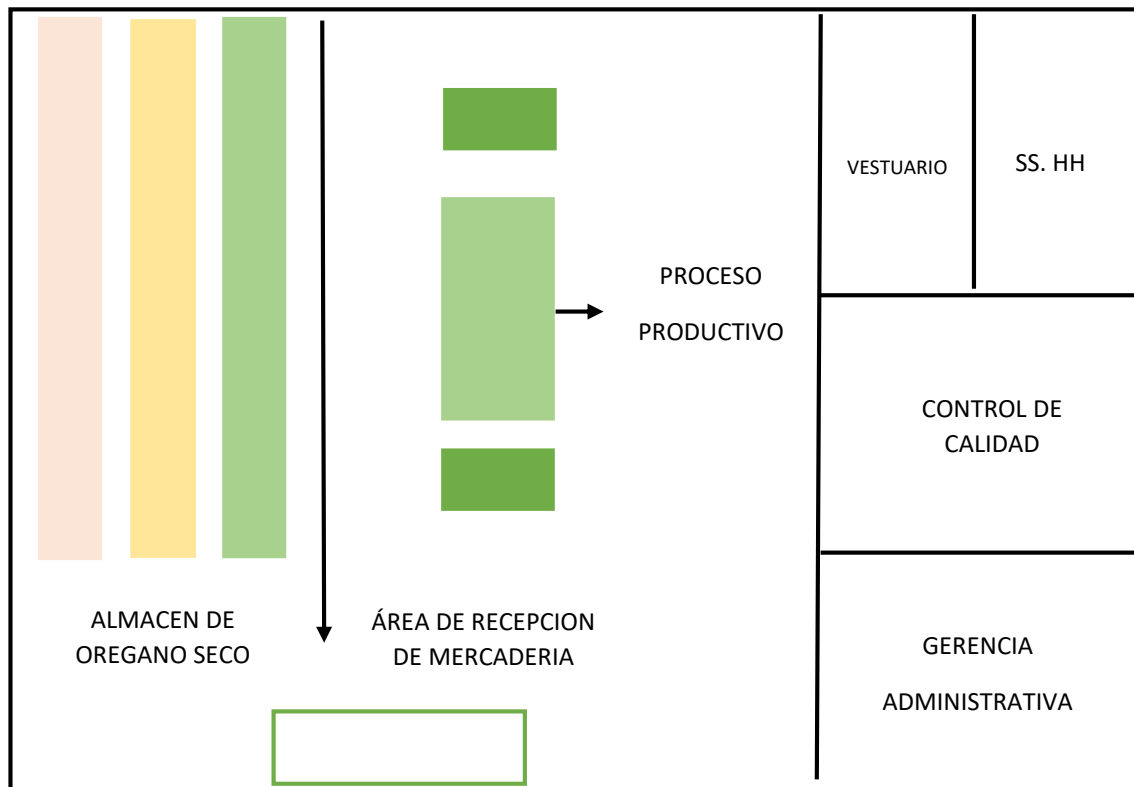 VESTUARIO
SS. HH
PROCESO
PRODUCTIVO
CONTROL DE
CALIDAD
ALMACEN DE
OREGANO SECO
ÁREA DE RECEPCION
DE MERCADERIA
GERENCIA
ADMINISTRATIVA